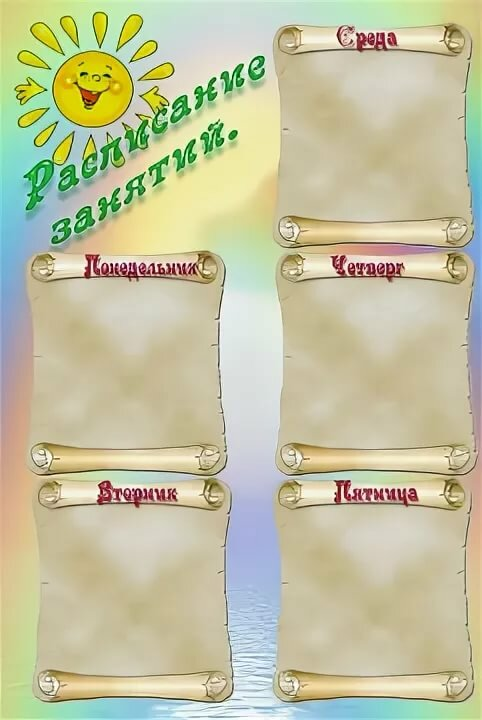 Расписание
занятий.
Понедельник
Вторник
Среда
Четверг
Пятница